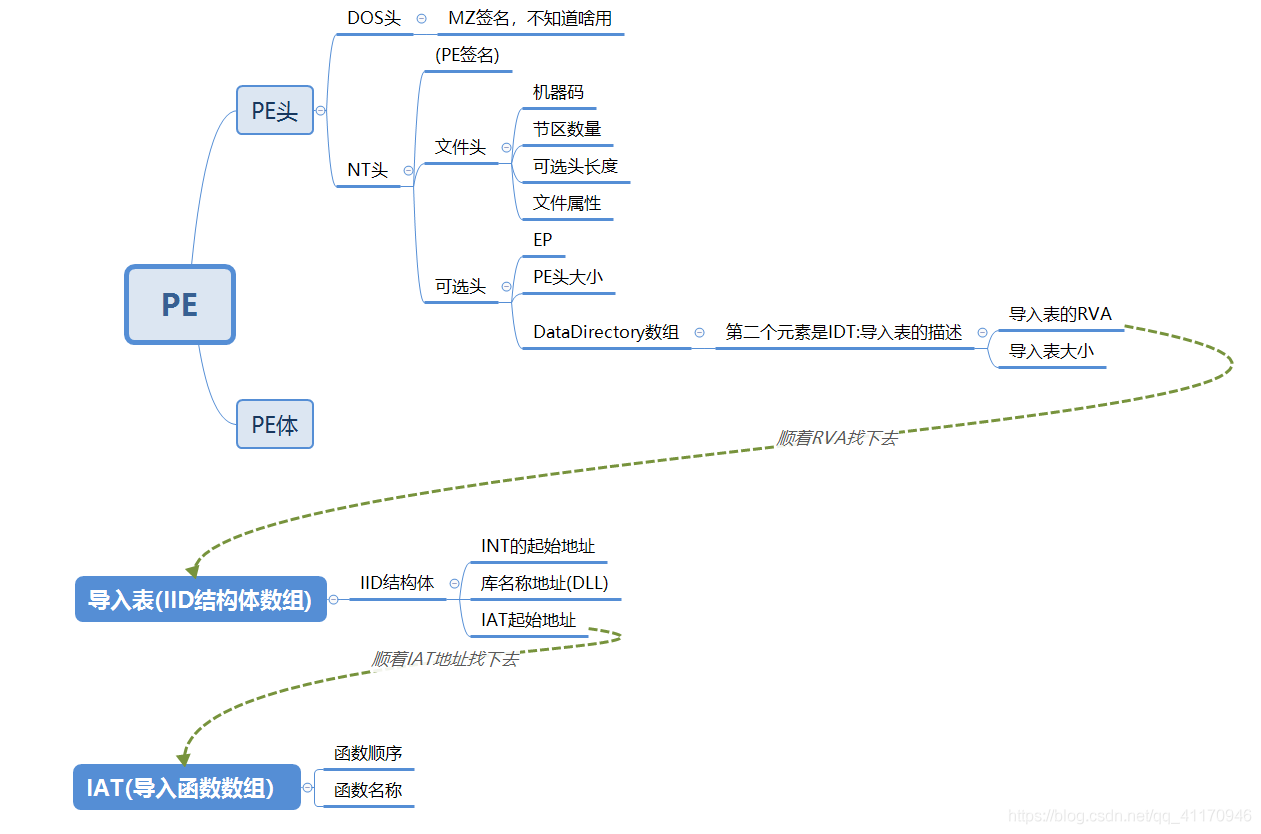 DOS头
MZ签名，不知道啥用
(PE签名)
PE头
机器码
节区数量
文件头
可选头长度
NT头
文件属性
EP
PE头大小
可选头
PE
导入表的RVA
DataDirectory数组
第二个元素是IDT:导入表的描述
导入表大小
PE体
顺着RVA找下去
INT的起始地址
IID结构体
库名称地址(DLL)
导入表(IID结构体数组)
IAT起始地址
顺着IAT地址找下去
函数顺序
IAT(导入函数数组）
函数名称
https://blog.csdn.net/qq_41170946